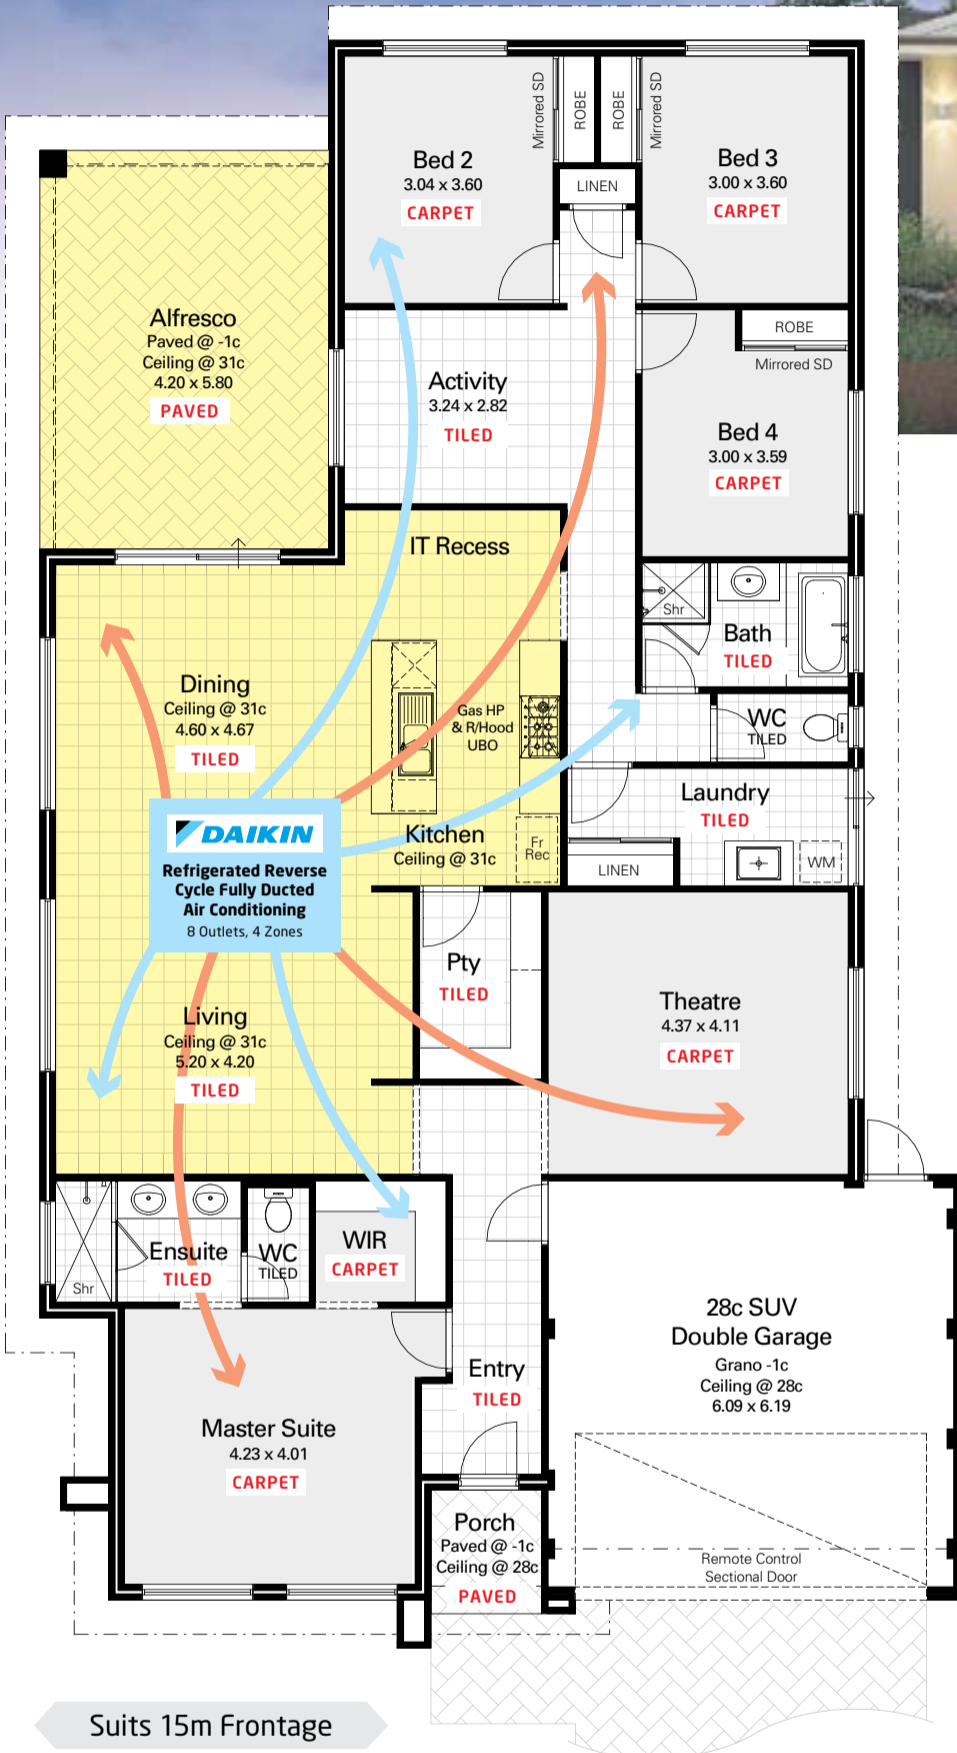 Bed 2
3.04 x 3.60
CARPET
Mirrored SD
ROBE
ROBE
Mirrored SD
LINEN
Bed 3
3.00 x 3.60
CARPET
Alfresco
Paved @ -1c
Ceiling @ 31c
4.20 x 5.80
PAVED
Activity
3.24 x 2.82
TILED
ROBE
Mirrored SD
Bed 4
3.00 x 3.59
CARPET
IT Recess
Shr
Bath
TILED
Dining
Ceiling @ 31c
4.60 x 4.67
TILED
Gas HP
& R/Hood
UBO
WC
TILED
Laundry
TILED
Kitchen
Ceiling @ 31c
Fr
Rec
LINEN
WM
DAIKIN
Refrigerated Reverse
Cycle Fully Ducted
Air Conditioning
8 Outlets, 4 Zones
Pty
TILED
Theatre
4.37 x 4.11
CARPET
Living
Ceiling @ 31c
5.20 x 4.20
TILED
Shr
Ensuite
TILED
WC
TILED
WIR
CARPET
28c SUV
Double Garage
Grano -1c
Ceiling @ 28c
6.09 x 6.19
Entry
TILED
Master Suite
4.23 x 4.01
CARPET
Porch
Paved @ -1c
Ceiling @ 28c
PAVED
Remote Control
Sectional Door
Suits 15m Frontage